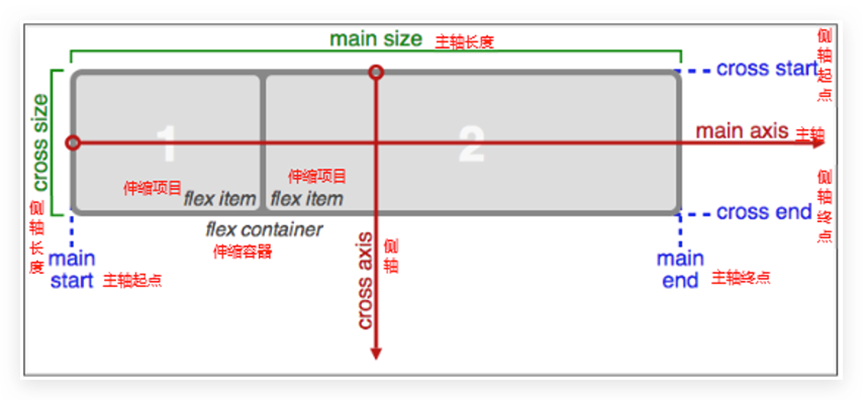 main size 主轴长度
侧轴起点
cross start
cross size
1
2
main axis 主轴
伸缩项目
伸缩项目
flex item
flex item
侧轴终点
cross end
flex container
伸缩容器
侧轴长度
main
start 主轴起点
cross axis
侧轴
main
end 主轴终点